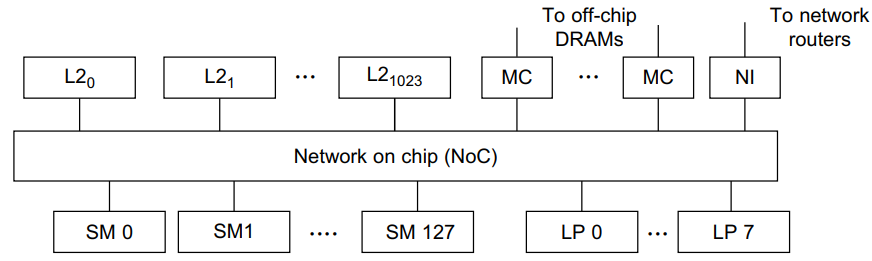 To off-chip
DRAMs
To network
routers
L2₀
L2₁
...
L2₁₀₂₃
MC
...
MC
NI
Network on chip (NoC)
SM 0
SM1
....
SM 127
LP 0
...
LP 7